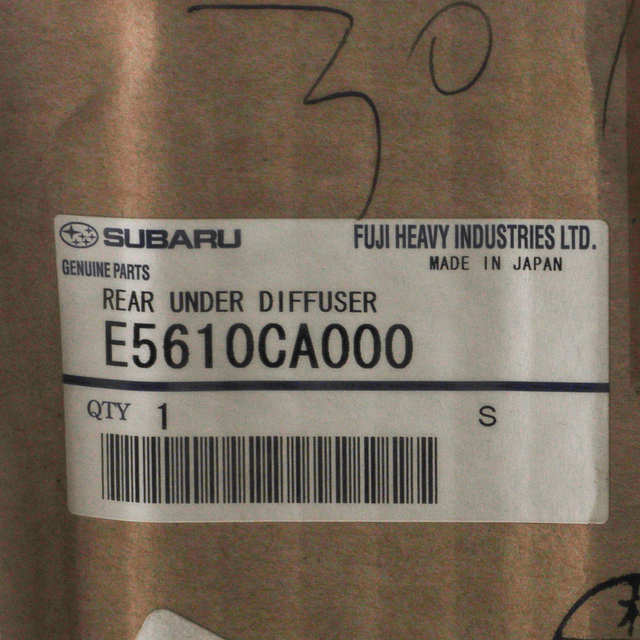 30
SUBARU
FUJI HEAVY INDUSTRIES LTD.
GENUINE PARTS
MADE IN JAPAN
REAR UNDER DIFFUSER
E5610CA000
QTY 1
S